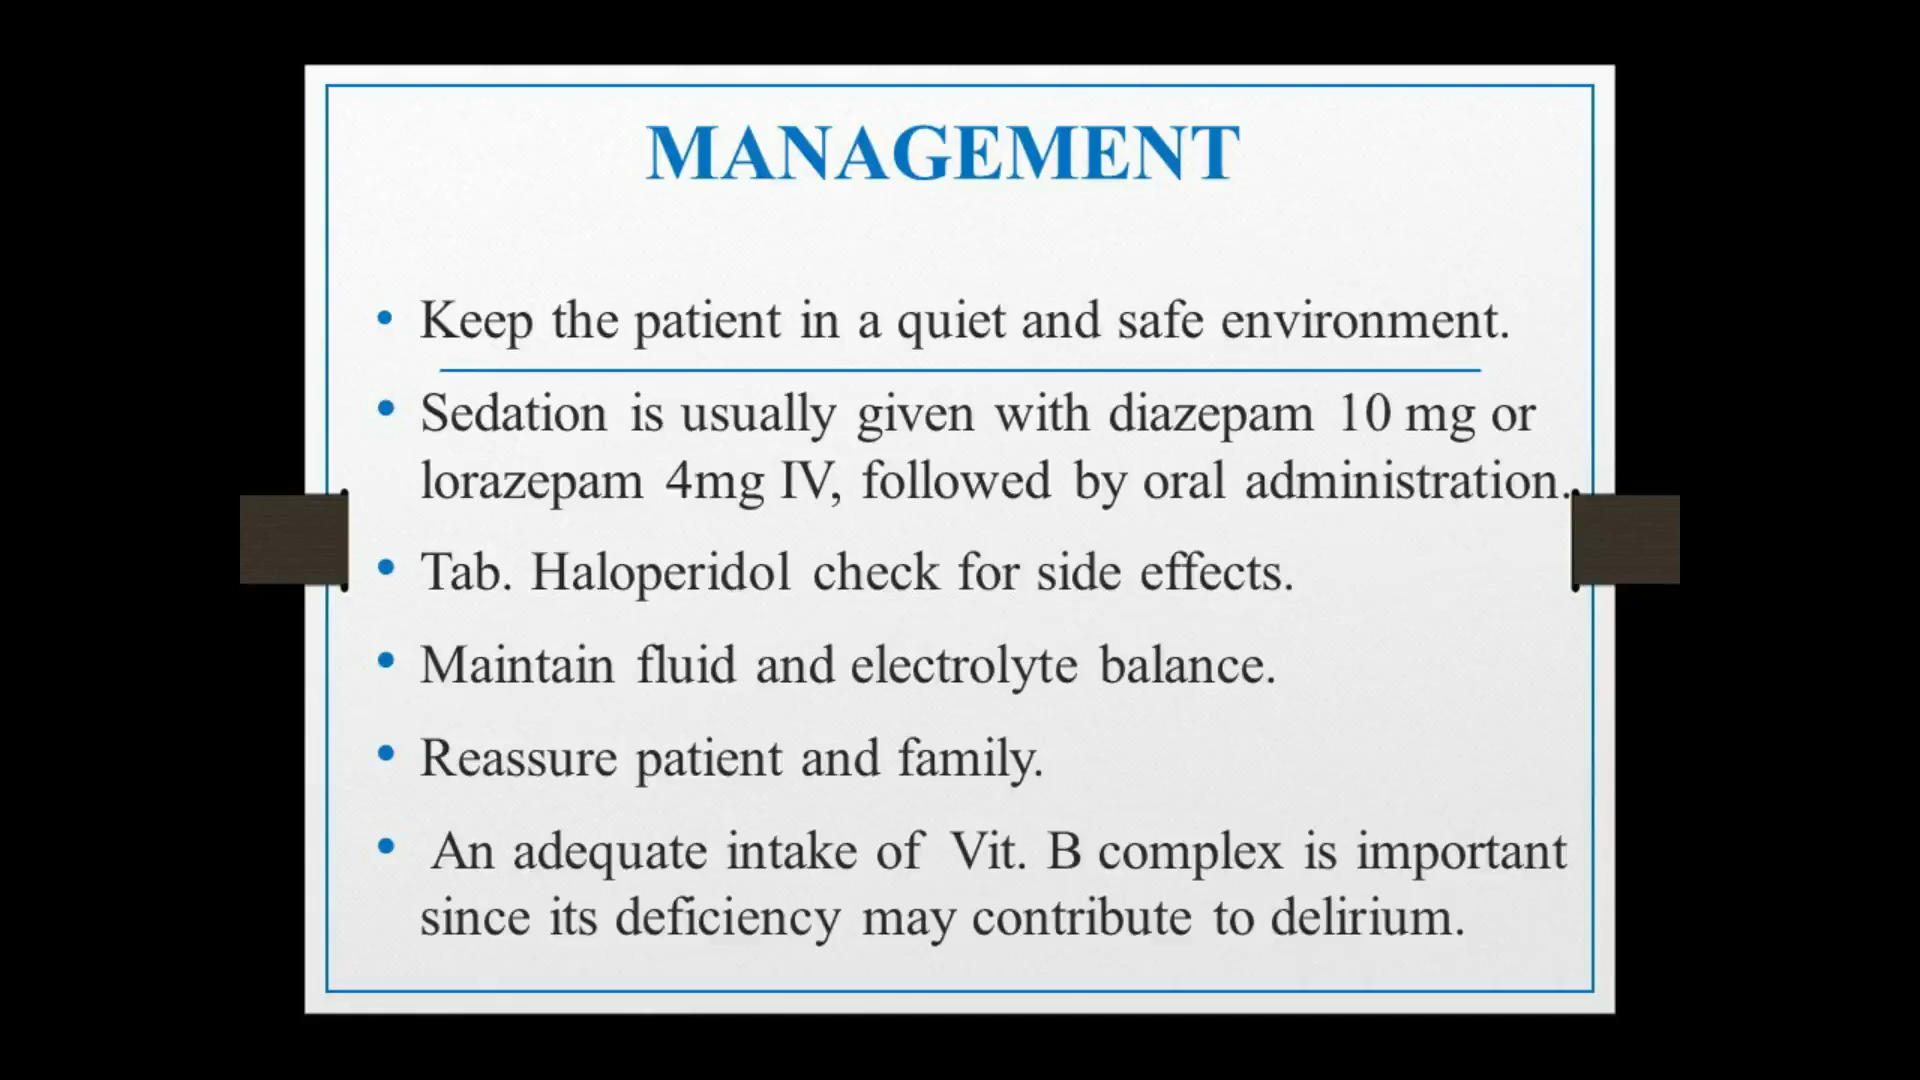 MANAGEMENT
• Keep the patient in a quiet and safe environment.
• Sedation is usually given with diazepam 10 mg or
lorazepam 4mg IV, followed by oral administration.
• Tab. Haloperidol check for side effects.
• Maintain fluid and electrolyte balance.
• Reassure patient and family.
• An adequate intake of Vit. B complex is important
since its deficiency may contribute to delirium.